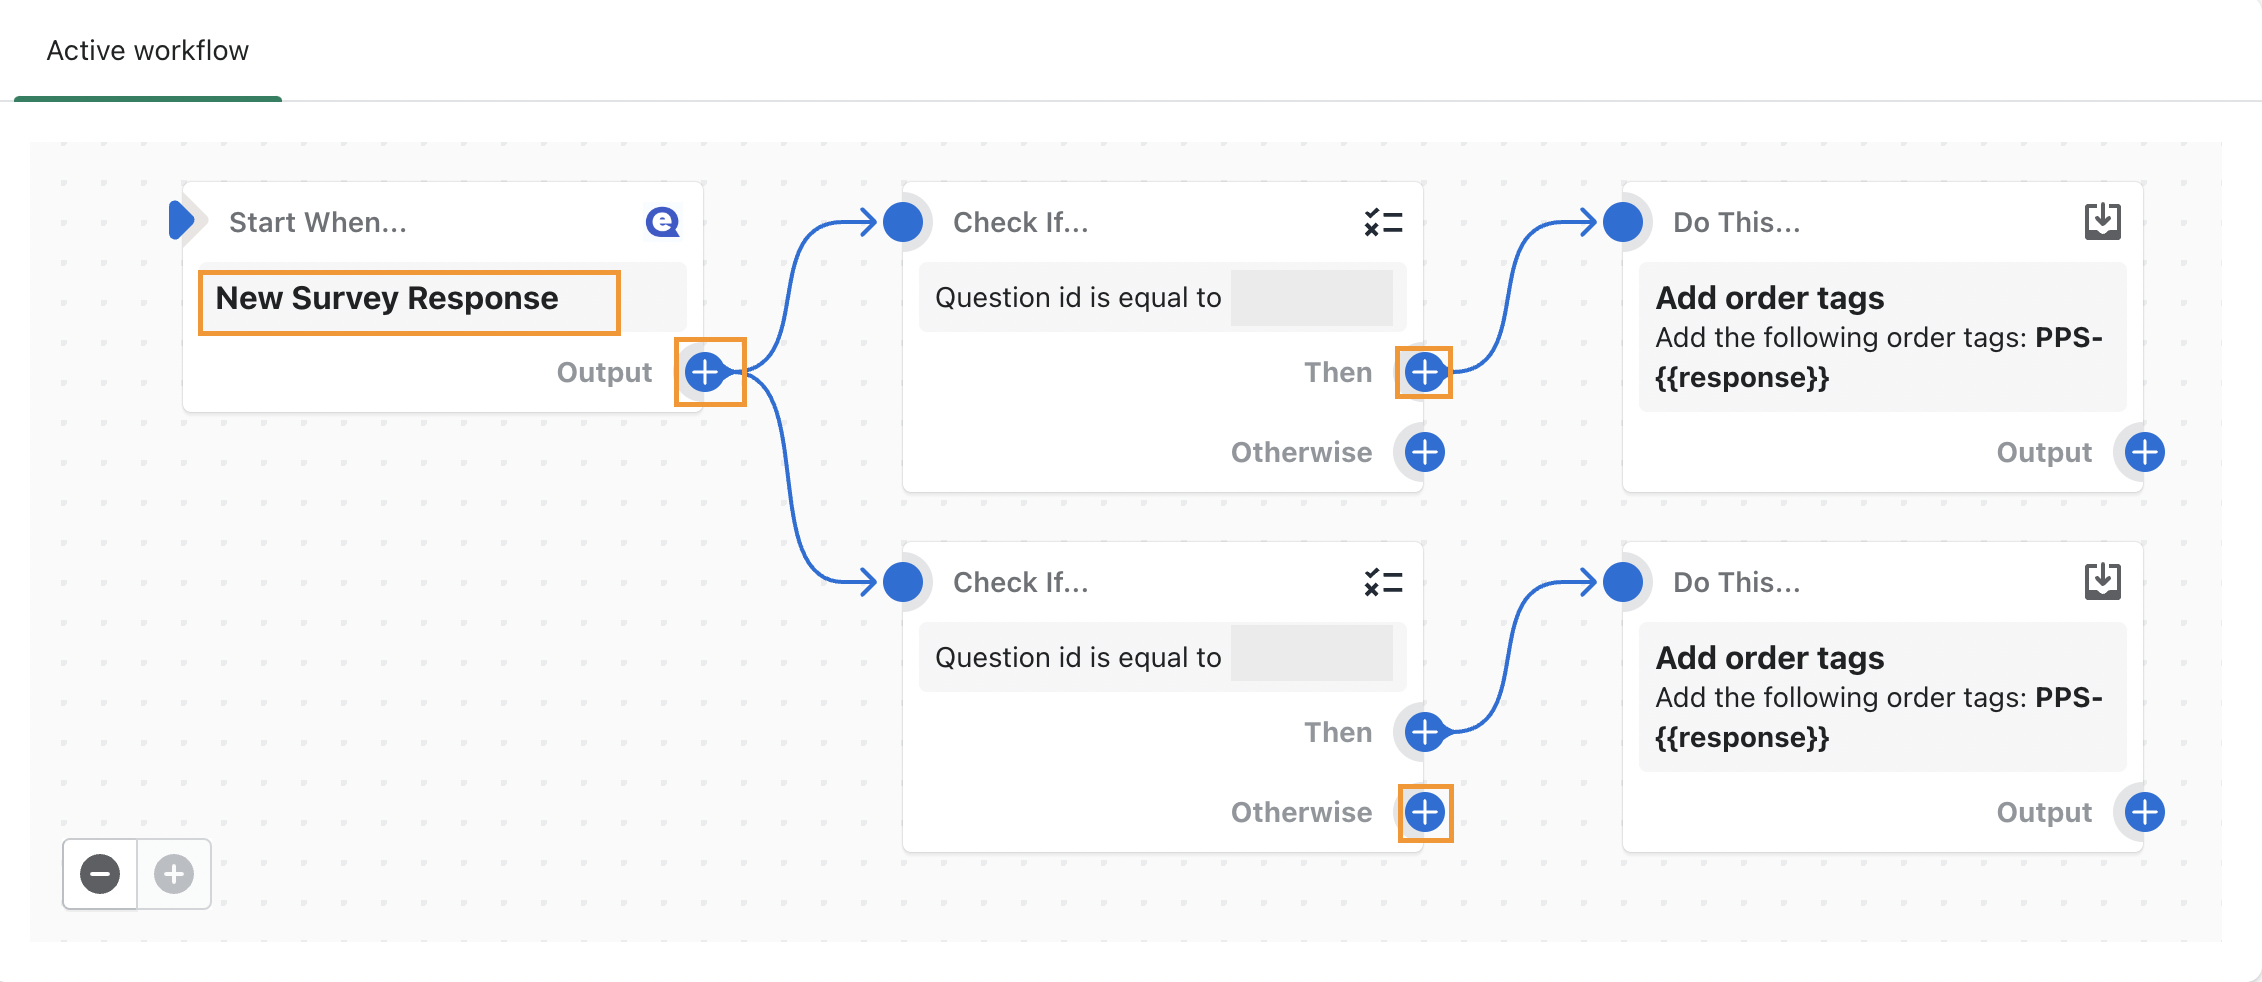 Active workflow
Start When...
New Survey Response
Output
Check If...
Question id is equal to
Then
Otherwise
Do This...
Add order tags
Add the following order tags: PPS-
{{response}}
Output
Check If...
Question id is equal to
Then
Otherwise
Do This...
Add order tags
Add the following order tags: PPS-
{{response}}
Output